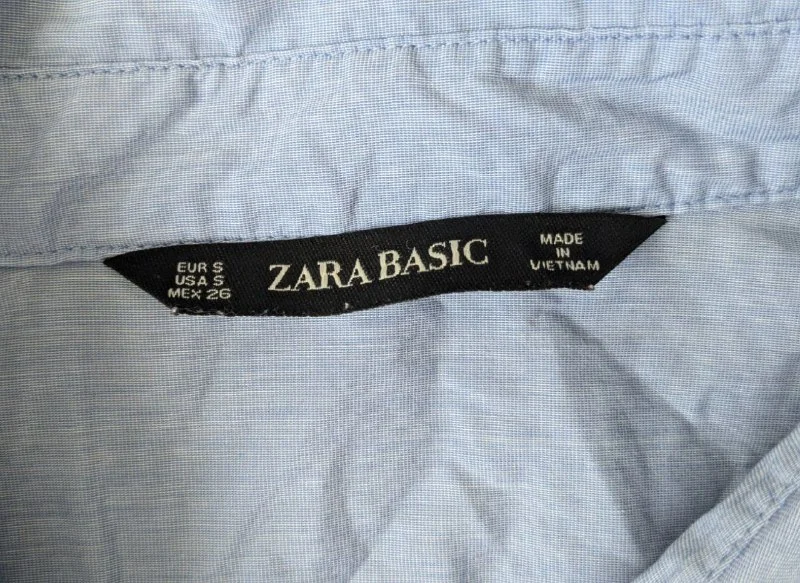 EUR S
USA S
MEX 26
ZARA BASIC
MADE
IN
VIETNAM